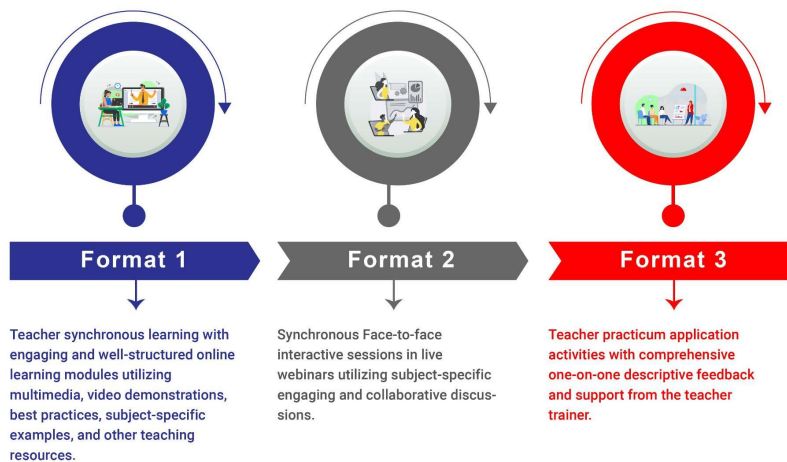 Format 1
Teacher synchronous learning with
engaging and well-structured online
learning modules utilizing
multimedia, video demonstrations,
best practices, subject-specific
examples, and other teaching
resources.
Format 2
Synchronous Face-to-face
interactive sessions in live
webinars utilizing subject-specific
engaging and collaborative discus-
sions.
Format 3
Teacher practicum application
activities with comprehensive
one-on-one descriptive feedback
and support from the teacher
trainer.